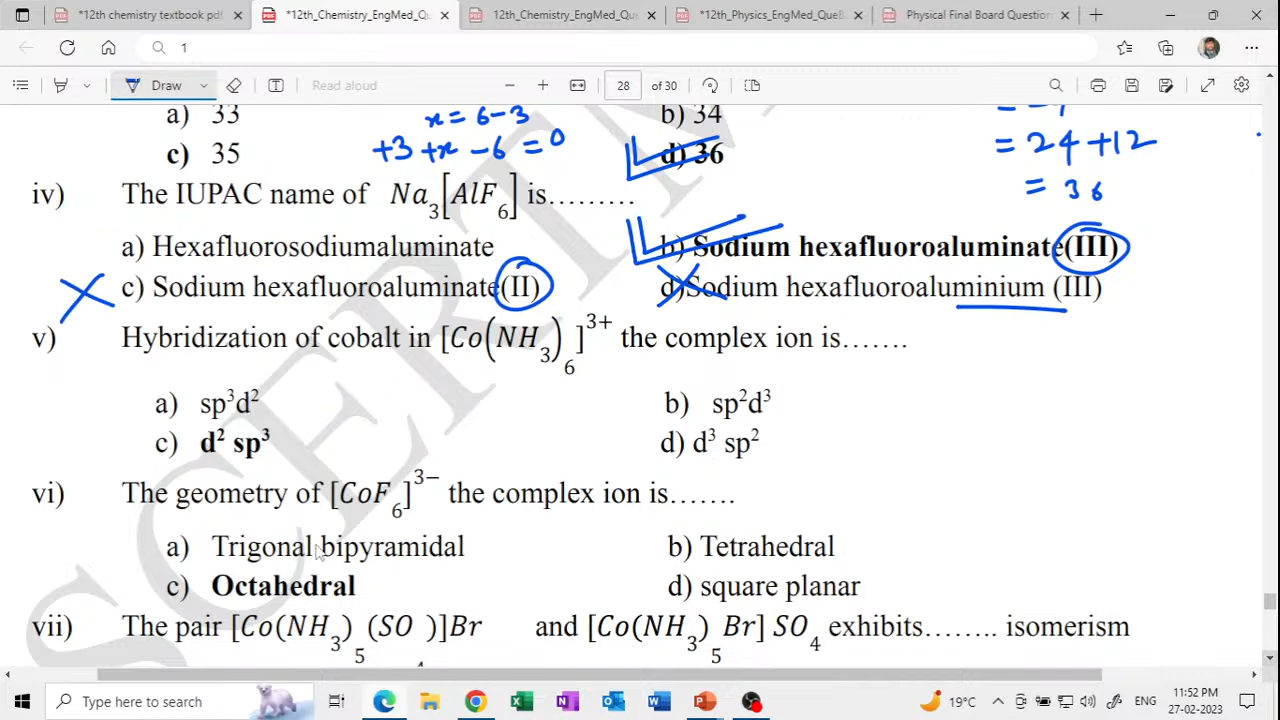 12th chemistry textbook pdf
*12th_Chemistry_EngMed_Qu
12th_Chemistry_EngMed_Que
*12th_Physics_EngMed_QueB
Physical Final Board Question
1
Draw
Read aloud
28 of 30
a) 33
b) 34
x = 6-3
= 24 +12
+3 +x -6 = 0
c) 35
d) 36
= 36
iv) The IUPAC name of Na3[AlF6] is.........
a) Hexafluorosodiumaluminate
b) Sodium hexafluoroaluminate(III)
c) Sodium hexafluoroaluminate(II)
d)Sodium hexafluoroaluminium (III)
v) Hybridization of cobalt in [Co(NH3)6]3+ the complex ion is.......
a) sp3d2
b) sp2d3
c) d2 sp3
d) d3 sp2
vi) The geometry of [CoF6]3− the complex ion is.......
a) Trigonal bipyramidal
b) Tetrahedral
c) Octahedral
d) square planar
vii) The pair [Co(NH3)5(SO4)]Br and [Co(NH3)5Br] SO4 exhibits........ isomerism
SCERTM
Type here to search
19°C
ENG
11:52 PM
27-02-2023